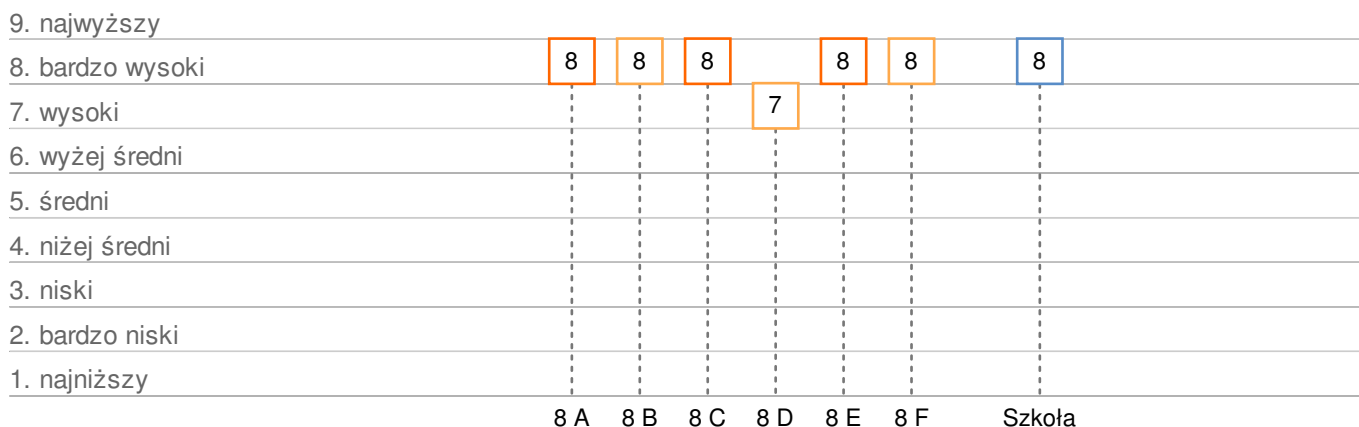 9. najwyższy
8. bardzo wysoki
8 8 8 8 8 8
7. wysoki
7
6. wyżej średni
5. średni
4. niżej średni
3. niski
2. bardzo niski
1. najniższy
8 A 8 B 8 C 8 D 8 E 8 F Szkoła